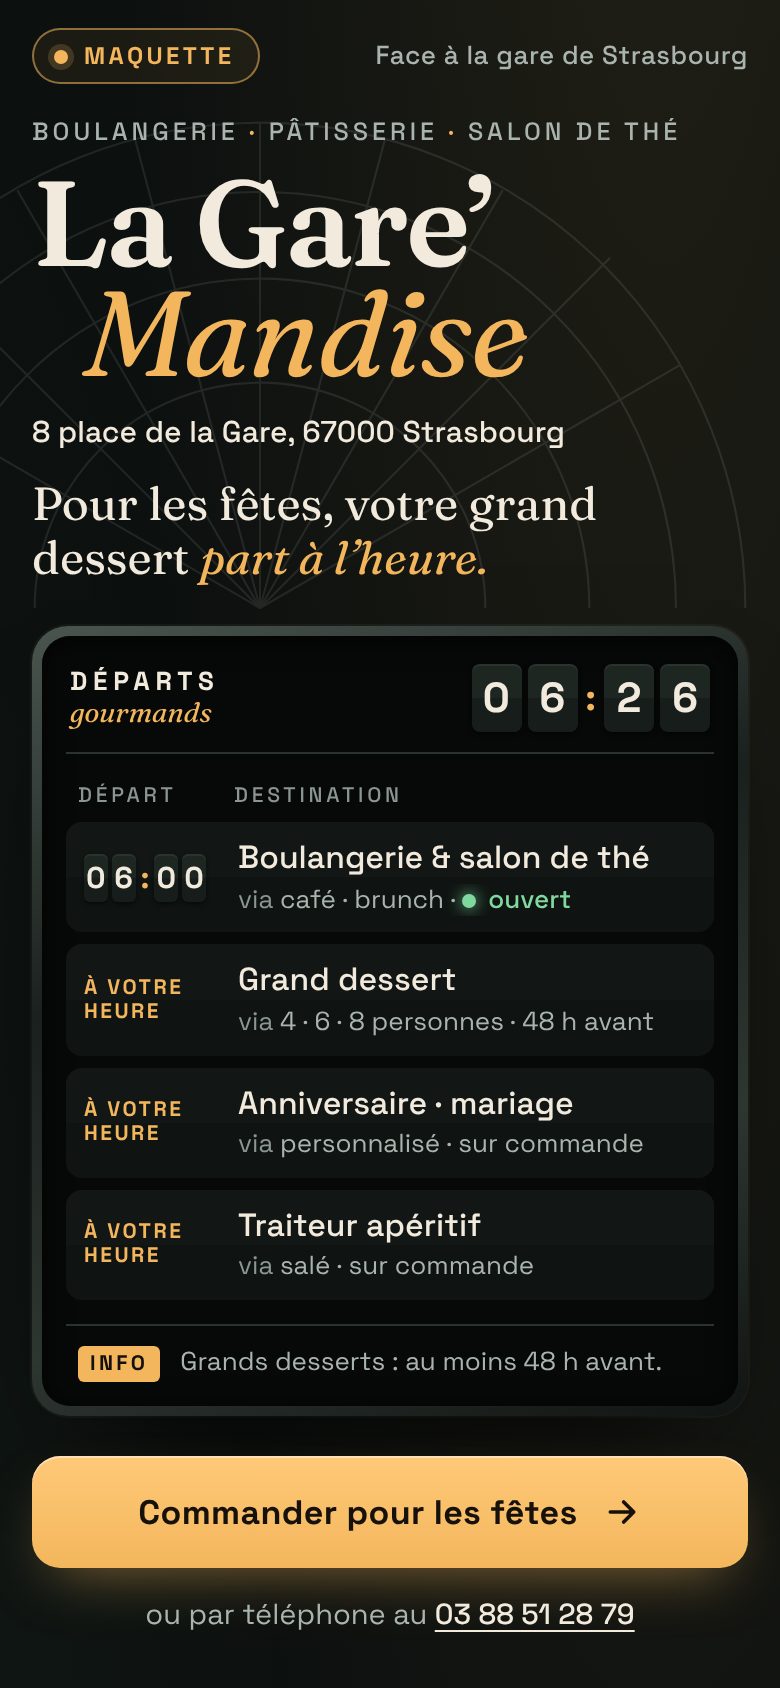 MAQUETTE
Face à la gare de Strasbourg
BOULANGERIE · PÂTISSERIE · SALON DE THÉ
La Gare’
Mandise
8 place de la Gare, 67000 Strasbourg
Pour les fêtes, votre grand
dessert part à l’heure.
DÉPARTS
gourmands
06:26
DÉPART DESTINATION
06:00
Boulangerie & salon de thé
via café · brunch · ouvert
À VOTRE
HEURE
Grand dessert
via 4 · 6 · 8 personnes · 48 h avant
À VOTRE
HEURE
Anniversaire · mariage
via personnalisé · sur commande
À VOTRE
HEURE
Traiteur apéritif
via salé · sur commande
INFO Grands desserts : au moins 48 h avant.
Commander pour les fêtes →
ou par téléphone au 03 88 51 28 79